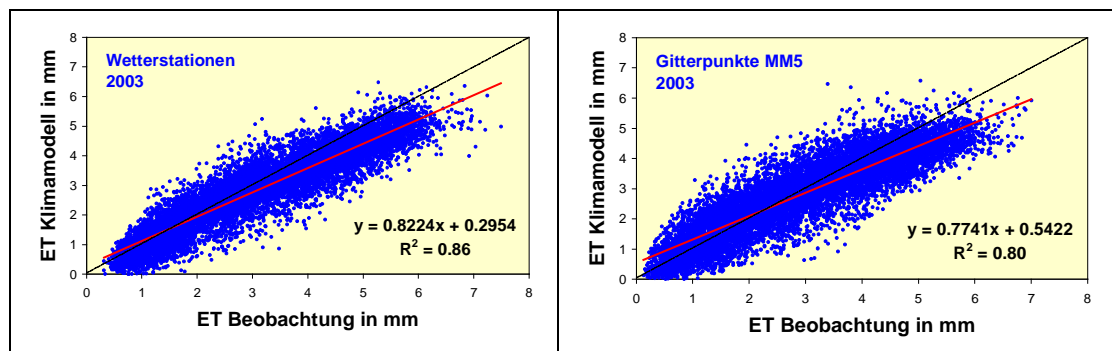 8
7
6
5
4
3
2
1
0
ET Klimamodell in mm
Wetterstationen
2003
y = 0.8224x + 0.2954
R² = 0.86
0 1 2 3 4 5 6 7 8
ET Beobachtung in mm
8
7
6
5
4
3
2
1
0
ET Klimamodell in mm
Gitterpunkte MM5
2003
y = 0.7741x + 0.5422
R² = 0.80
0 1 2 3 4 5 6 7 8
ET Beobachtung in mm